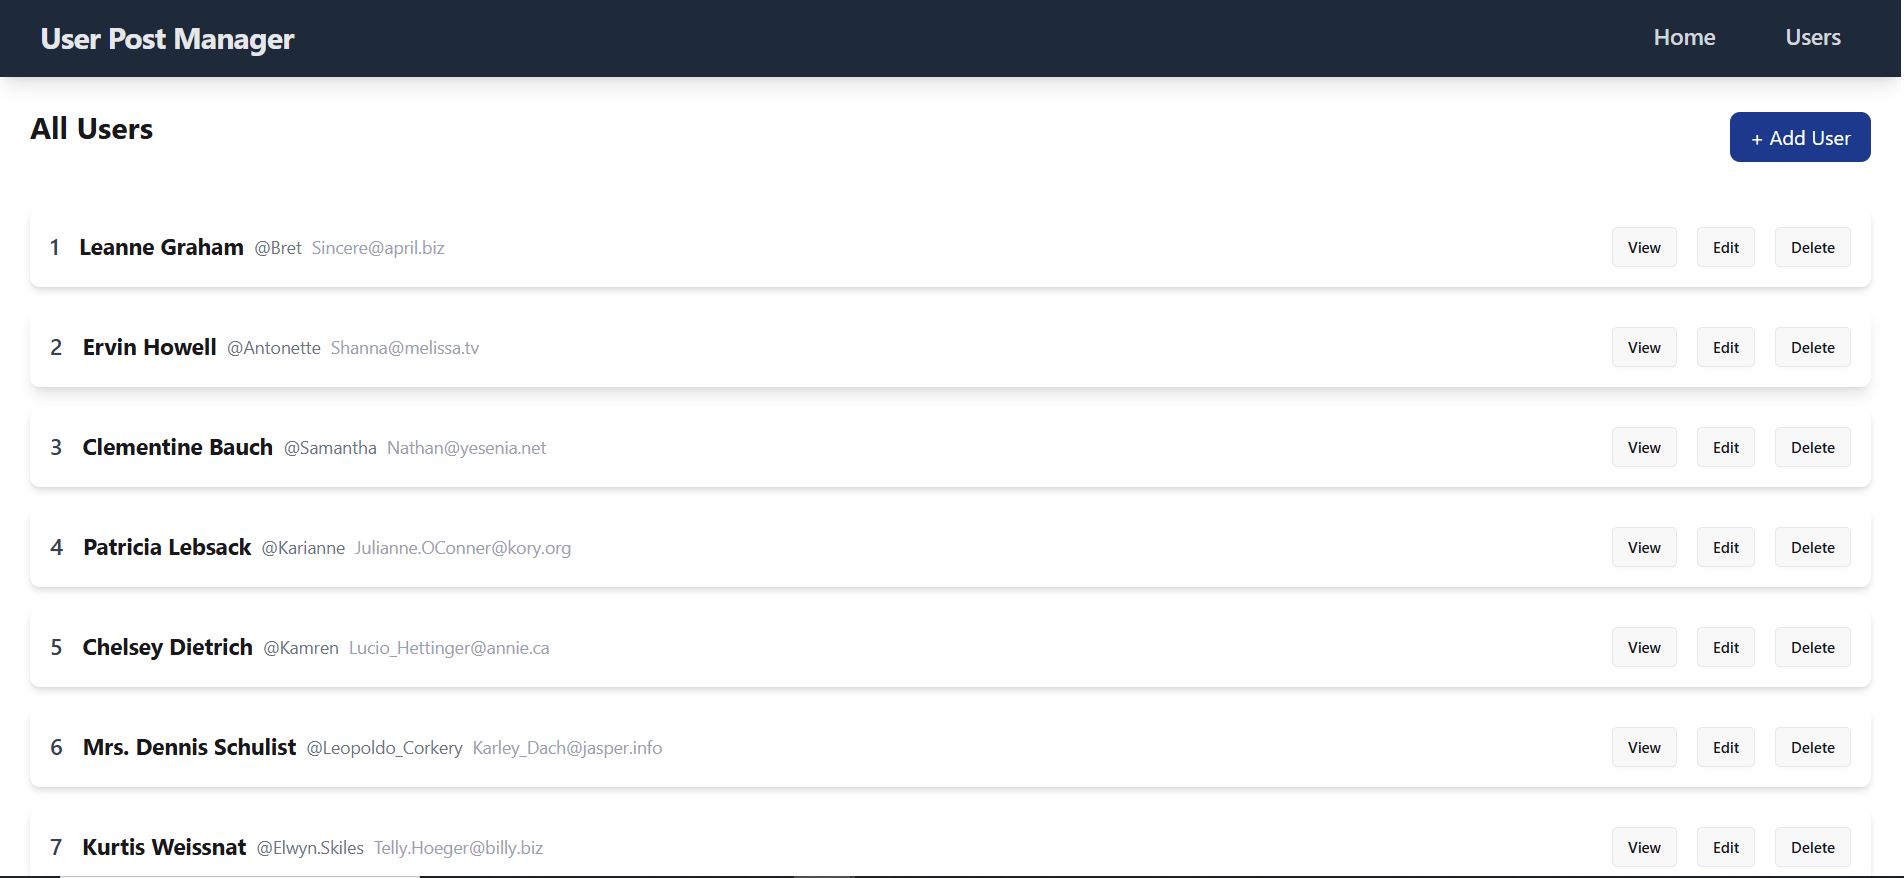 User Post Manager Home Users
All Users + Add User
1 Leanne Graham @Bret Sincere@april.biz View Edit Delete
2 Ervin Howell @Antonette Shanna@melissa.tv View Edit Delete
3 Clementine Bauch @Samantha Nathan@yesenia.net View Edit Delete
4 Patricia Lebsack @Karianne Julianne.OConner@kory.org View Edit Delete
5 Chelsey Dietrich @Kamren Lucio_Hettinger@annie.ca View Edit Delete
6 Mrs. Dennis Schulist @Leopoldo_Corkery Karley_Dach@jasper.info View Edit Delete
7 Kurtis Weissnat @Elwyn.Skiles Telly.Hoeger@billy.biz View Edit Delete